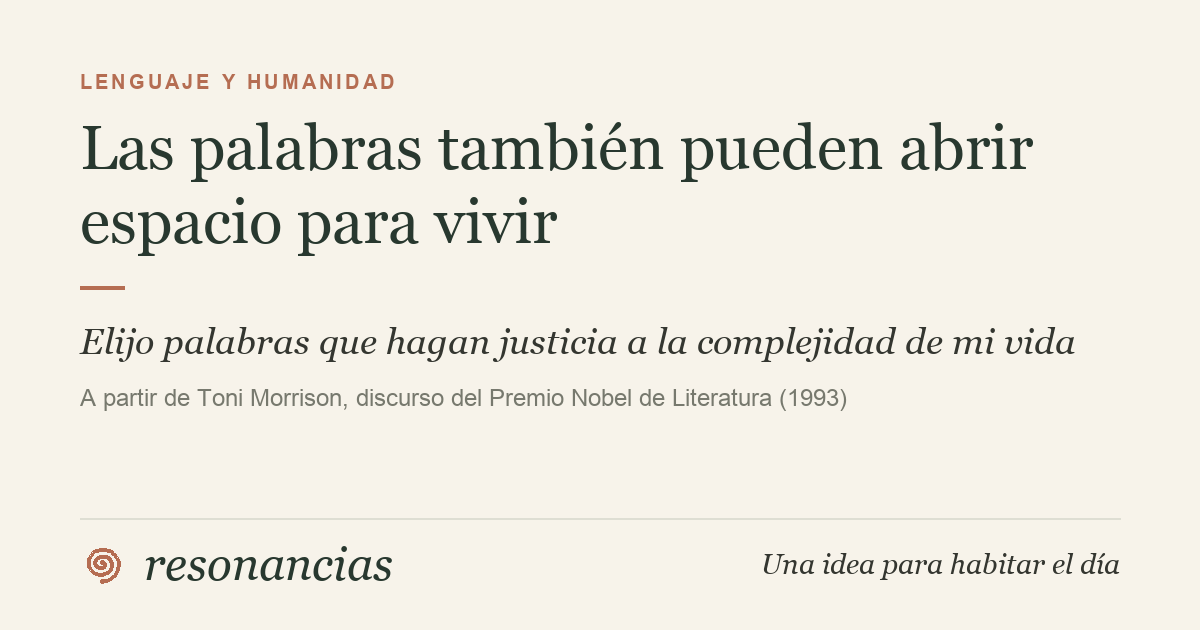 LENGUAJE Y HUMANIDAD
Las palabras también pueden abrir
espacio para vivir
Elijo palabras que hagan justicia a la complejidad de mi vida
A partir de Toni Morrison, discurso del Premio Nobel de Literatura (1993)
resonancias
Una idea para habitar el día